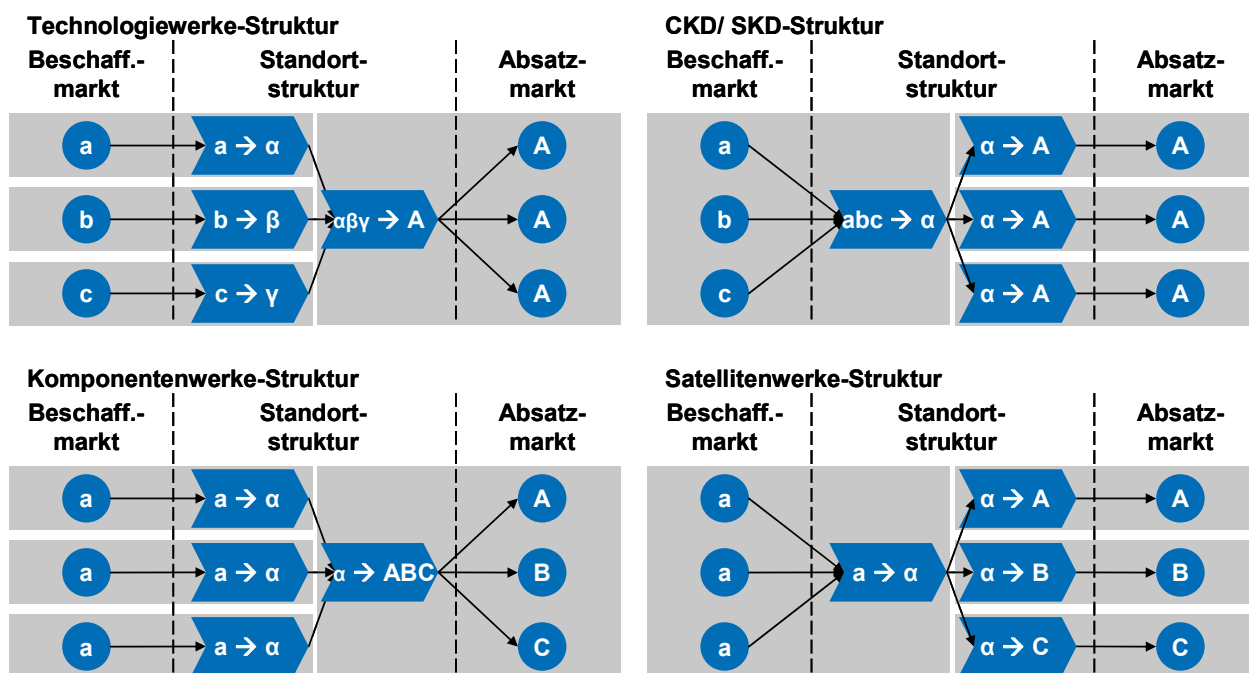 Technologiewerke-Struktur
Beschaff.-
markt
Standort-
struktur
Absatz-
markt
a
a → α
A
b
b → β
αβγ → A
A
c
c → γ
A
CKD/ SKD-Struktur
Beschaff.-
markt
Standort-
struktur
Absatz-
markt
a
α → A
A
b
abc → α
α → A
A
c
α → A
A
Komponentenwerke-Struktur
Beschaff.-
markt
Standort-
struktur
Absatz-
markt
a
a → α
A
a
a → α
α → ABC
B
a
a → α
C
Satellitenwerke-Struktur
Beschaff.-
markt
Standort-
struktur
Absatz-
markt
a
α → A
A
a
a → α
α → B
B
a
α → C
C